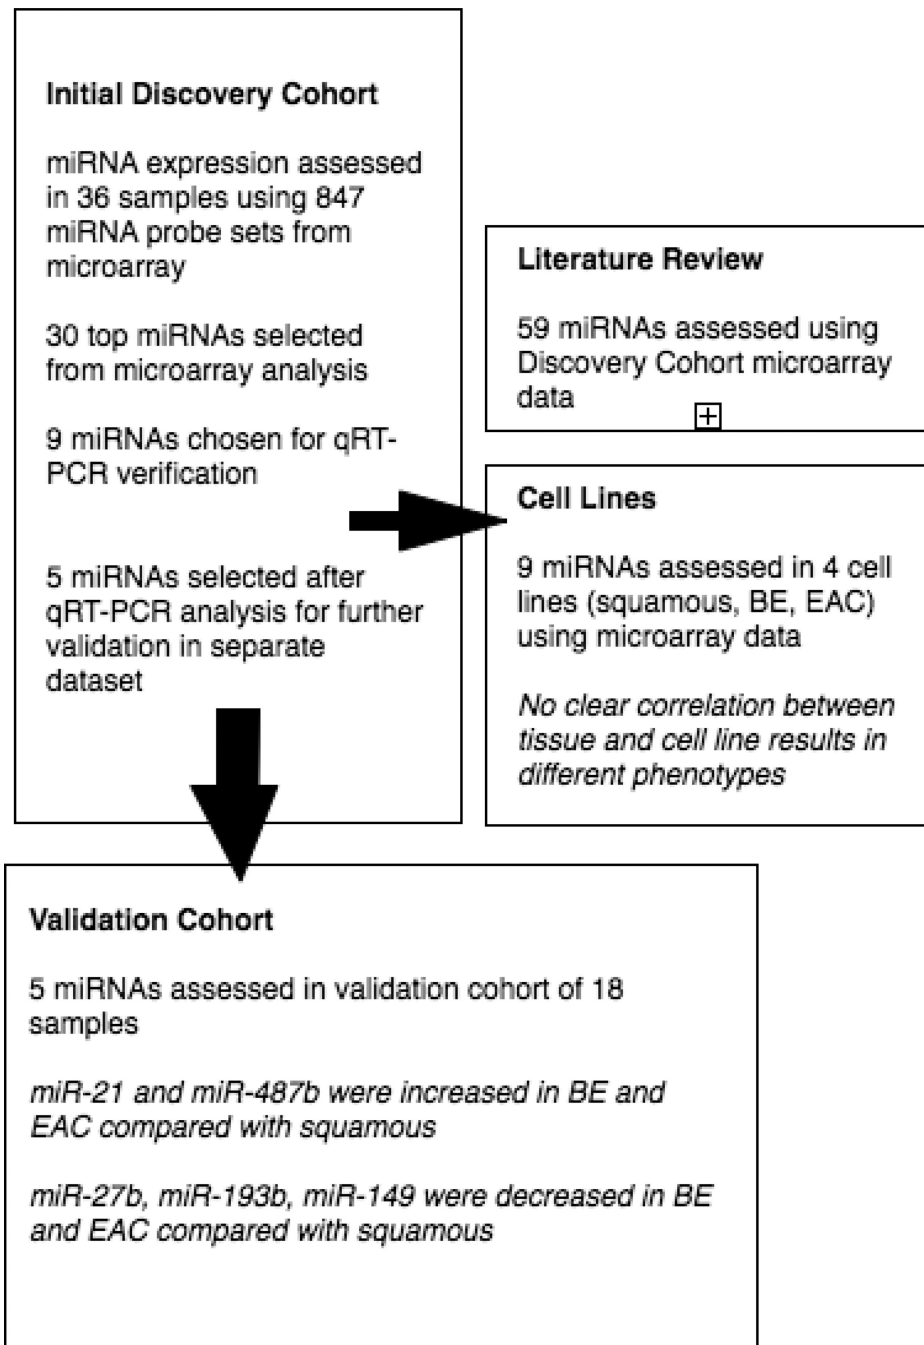 Initial Discovery Cohort
miRNA expression assessed
in 36 samples using 847
miRNA probe sets from
microarray
30 top miRNAs selected
from microarray analysis
9 miRNAs chosen for qRT-
PCR verification
5 miRNAs selected after
qRT-PCR analysis for further
validation in separate
dataset
Literature Review
59 miRNAs assessed using
Discovery Cohort microarray
data
Cell Lines
9 miRNAs assessed in 4 cell
lines (squamous, BE, EAC)
using microarray data
No clear correlation between
tissue and cell line results in
different phenotypes
Validation Cohort
5 miRNAs assessed in validation cohort of 18
samples
miR-21 and miR-487b were increased in BE and
EAC compared with squamous
miR-27b, miR-193b, miR-149 were decreased in BE
and EAC compared with squamous